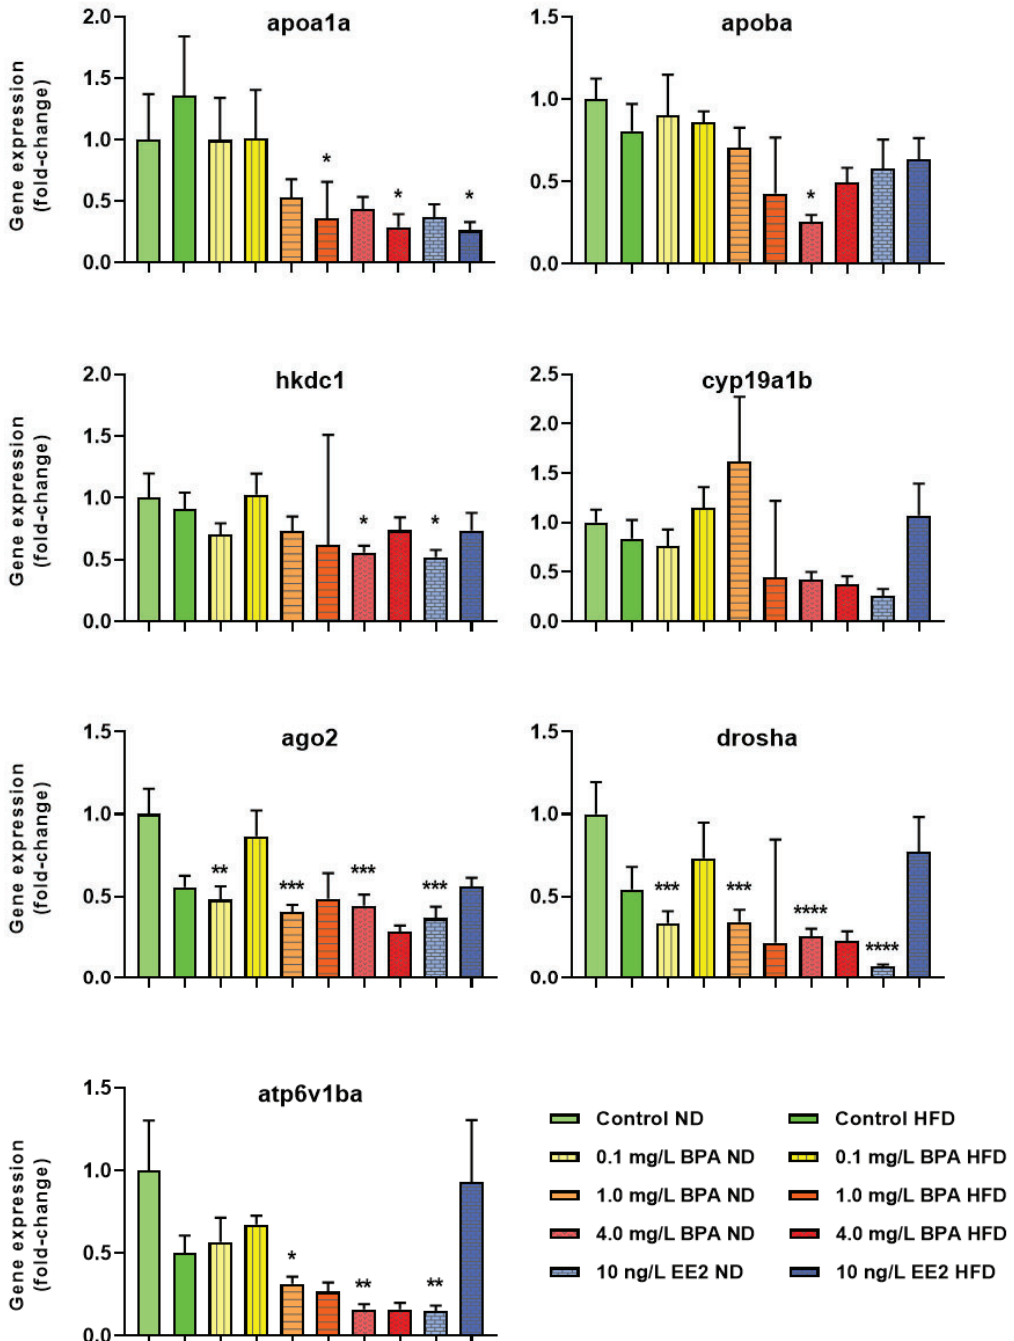 apoa1a
Gene expression
(fold-change)
2.0
1.5
1.0
0.5
0.0
*
*
*
apoba
1.5
1.0
0.5
0.0
*
hkdc1
Gene expression
(fold-change)
2.0
1.5
1.0
0.5
0.0
*
*
cyp19a1b
2.5
2.0
1.5
1.0
0.5
0.0
ago2
Gene expression
(fold-change)
1.5
1.0
0.5
0.0
**
***
***
***
drosha
1.5
1.0
0.5
0.0
***
***
****
****
atp6v1ba
Gene expression
(fold-change)
1.5
1.0
0.5
0.0
*
**
**
Control ND
Control HFD
0.1 mg/L BPA ND
0.1 mg/L BPA HFD
1.0 mg/L BPA ND
1.0 mg/L BPA HFD
4.0 mg/L BPA ND
4.0 mg/L BPA HFD
10 ng/L EE2 ND
10 ng/L EE2 HFD